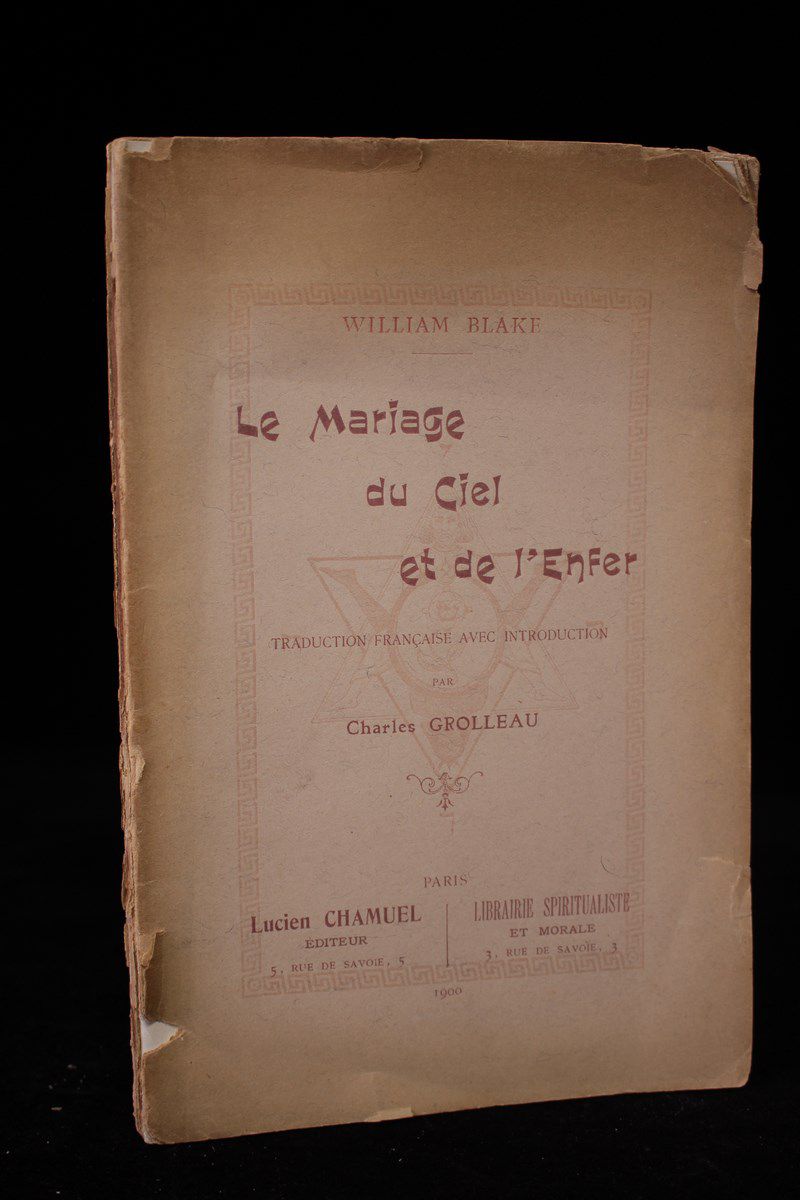 WILLIAM BLAKE
Le Mariage
du Ciel
et de l'Enfer
TRADUCTION FRANÇAISE AVEC INTRODUCTION
PAR
Charles GROLLEAU
PARIS
Lucien CHAMUEL
ÉDITEUR
5, RUE DE SAVOIE, 5
LIBRAIRIE SPIRITUALISTE
ET MORALE
3, RUE DE SAVOIE, 3
1900